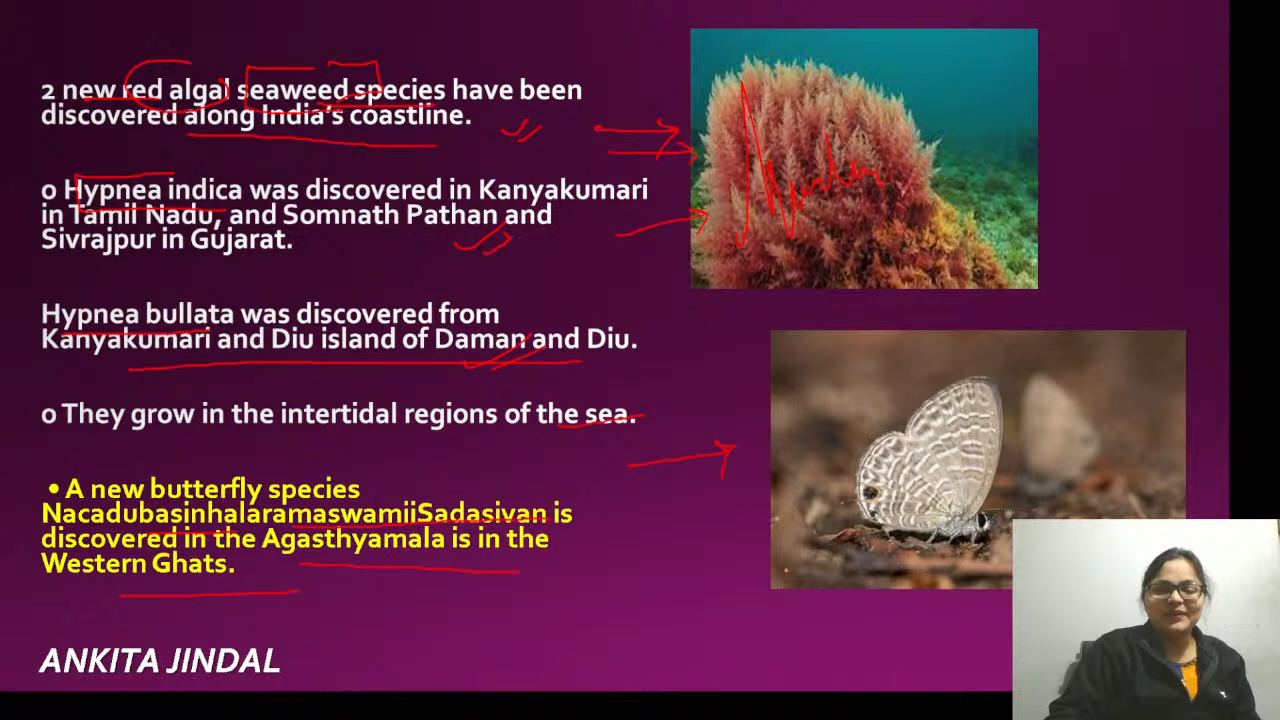 2 new red algal seaweed species have been
discovered along India's coastline.
o Hypnea indica was discovered in Kanyakumari
in Tamil Nadu, and Somnath Pathan and
Sivrajpur in Gujarat.
Hypnea bullata was discovered from
Kanyakumari and Diu island of Daman and Diu.
o They grow in the intertidal regions of the sea.
• A new butterfly species
NacadubasinhalaramaswamiiSadasivan is
discovered in the Agasthyamala is in the
Western Ghats.
ANKITA JINDAL